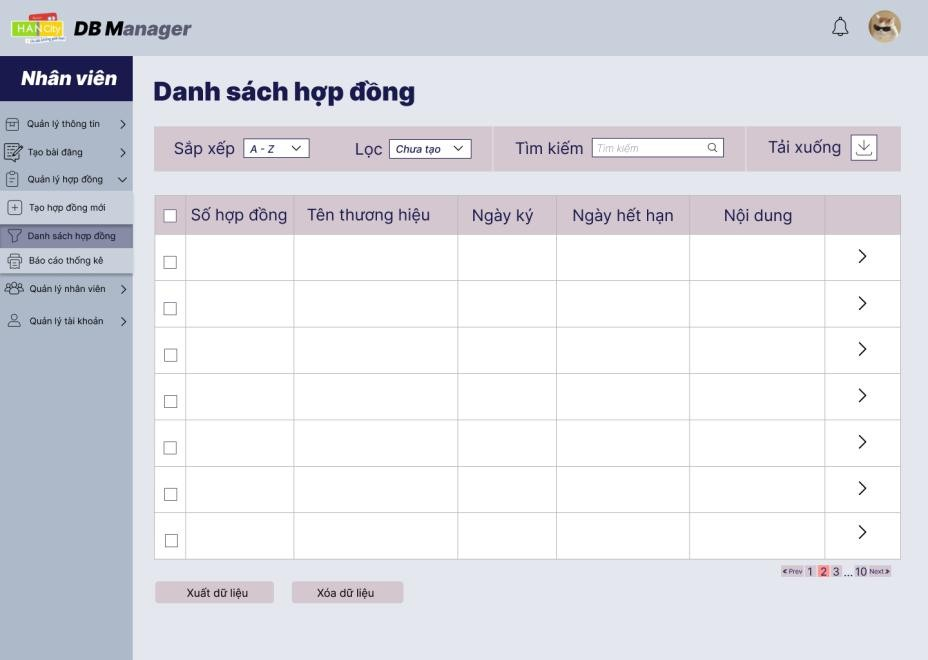 HANCity
DB Manager
Nhân viên
Quản lý thông tin
Tạo bài đăng
Quản lý hợp đồng
Tạo hợp đồng mới
Danh sách hợp đồng
Báo cáo thống kê
Quản lý nhân viên
Quản lý tài khoản
Danh sách hợp đồng
Sắp xếp A - Z Lọc Chưa tạo Tìm kiếm Tìm kiếm Tải xuống
Số hợp đồng Tên thương hiệu Ngày ký Ngày hết hạn Nội dung
Prev 1 2 3 ... 10 Next
Xuất dữ liệu Xóa dữ liệu